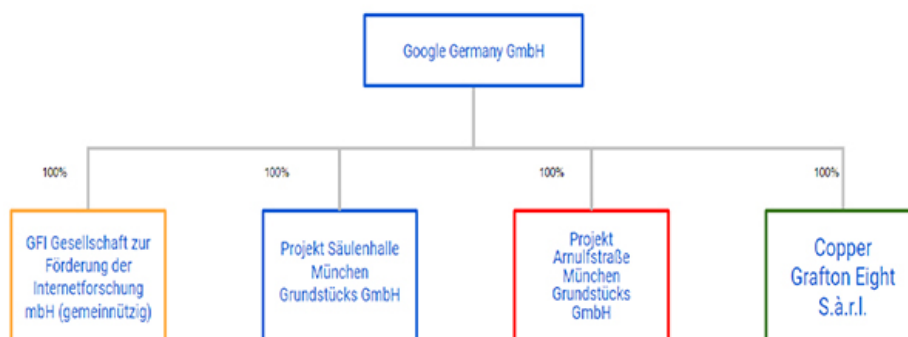 Google Germany GmbH
100%
100%
100%
100%
GFI Gesellschaft zur
Förderung der
Internetforschung
mbH (gemeinnützig)
Projekt Säulenhalle
München
Grundstücks GmbH
Projekt
Arnulfstraße
München
Grundstücks
GmbH
Copper
Grafton Eight
S.à.r.l.